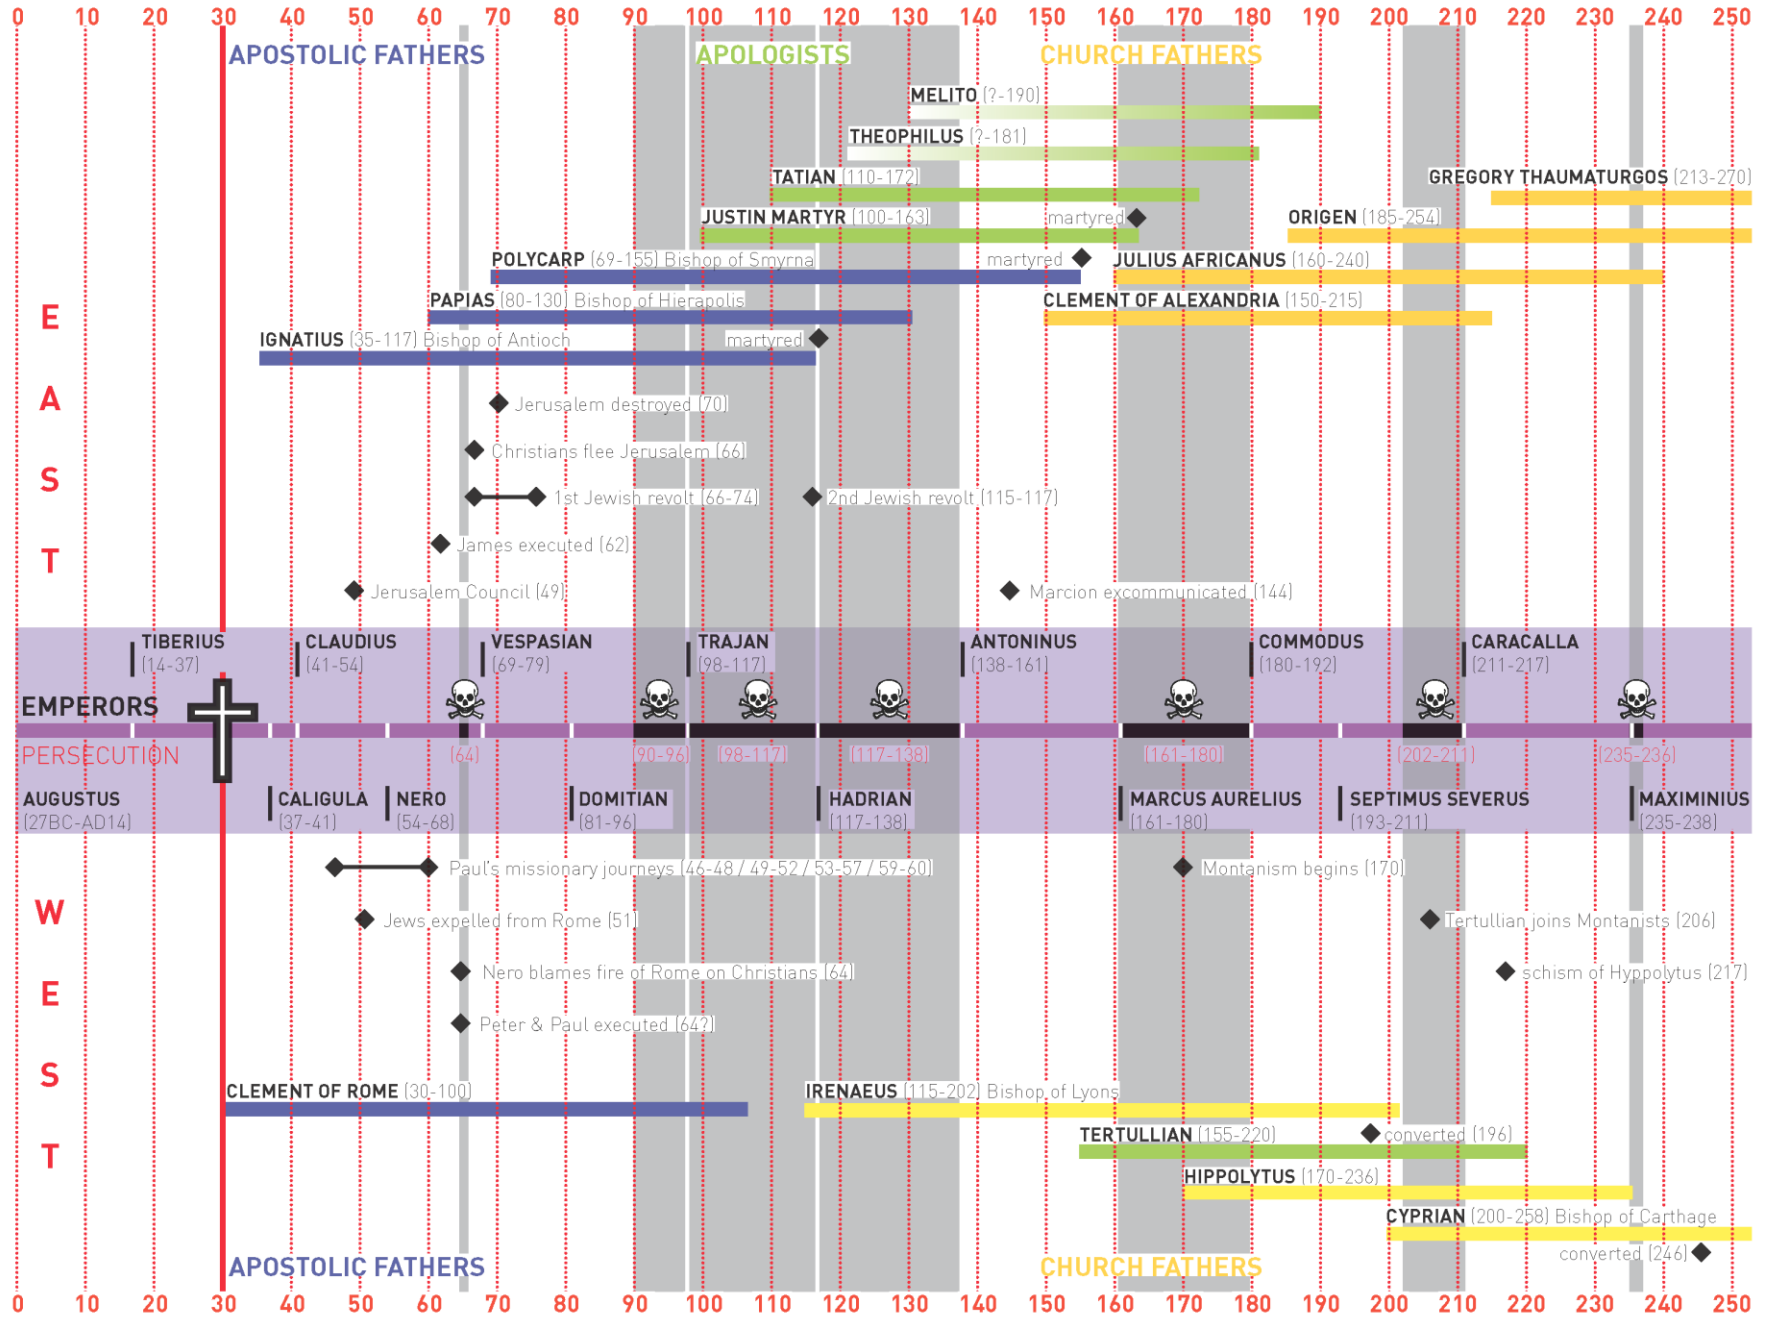 0 10 20 30 40 50 60 70 80 90 100 110 120 130 140 150 160 170 180 190 200 210 220 230 240 250
APOSTOLIC FATHERS APOLOGISTS CHURCH FATHERS
MELITO (?-190)
THEOPHILUS (?-181)
TATIAN (110-172) GREGORY THAUMATURGOS (213-270)
JUSTIN MARTYR (100-163) martyred ORIGEN (185-254)
POLYCARP (69-155) Bishop of Smyrna martyred JULIUS AFRICANUS (160-240)
PAPIAS (80-130) Bishop of Hierapolis CLEMENT OF ALEXANDRIA (150-215)
IGNATIUS (35-117) Bishop of Antioch martyred
EAST
Jerusalem destroyed (70)
Christians flee Jerusalem (66)
1st Jewish revolt (66-74) 2nd Jewish revolt (115-117)
James executed (62)
Jerusalem Council (49) Marcion excommunicated (144)
TIBERIUS CLAUDIUS VESPASIAN TRAJAN ANTONINUS COMMODUS CARACALLA
(14-37) (41-54) (69-79) (98-117) (138-161) (180-192) (211-217)
EMPERORS
PERSECUTION (64) (90-96) (98-117) (117-138) (161-180) (202-211) (235-236)
AUGUSTUS CALIGULA NERO DOMITIAN HADRIAN MARCUS AURELIUS SEPTIMUS SEVERUS MAXIMINIUS
(27BC-AD14) (37-41) (54-68) (81-96) (117-138) (161-180) (193-211) (235-238)
Paul's missionary journeys (46-48 / 49-52 / 53-57 / 59-60) Montanism begins (170)
WEST
Jews expelled from Rome (51) Tertullian joins Montanists (206)
Nero blames fire of Rome on Christians (64) schism of Hyppolytus (217)
Peter & Paul executed (64?)
CLEMENT OF ROME (30-100) IRENAEUS (115-202) Bishop of Lyons
TERTULLIAN (155-220) converted (196)
HIPPOLYTUS (170-236)
CYPRIAN (200-258) Bishop of Carthage
converted (246)
APOSTOLIC FATHERS CHURCH FATHERS
0 10 20 30 40 50 60 70 80 90 100 110 120 130 140 150 160 170 180 190 200 210 220 230 240 250